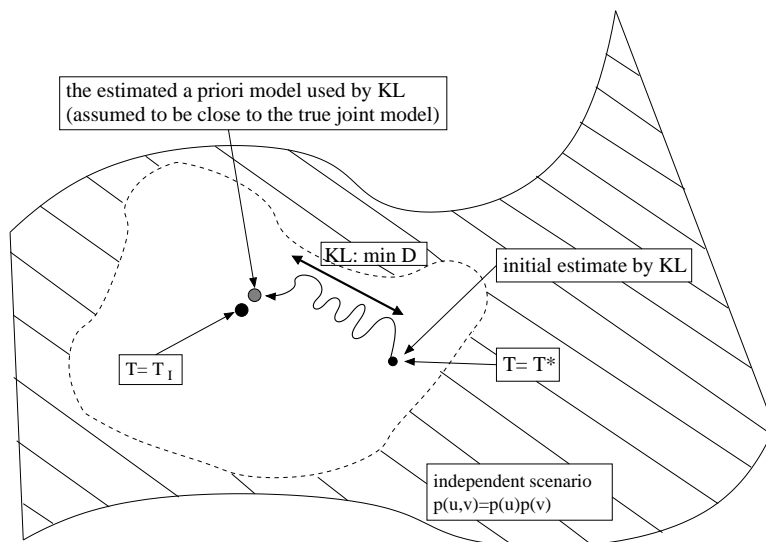 the estimated a priori model used by KL
(assumed to be close to the true joint model)
KL: min D
initial estimate by KL
T= T I
T= T*
independent scenario
p(u,v)=p(u)p(v)